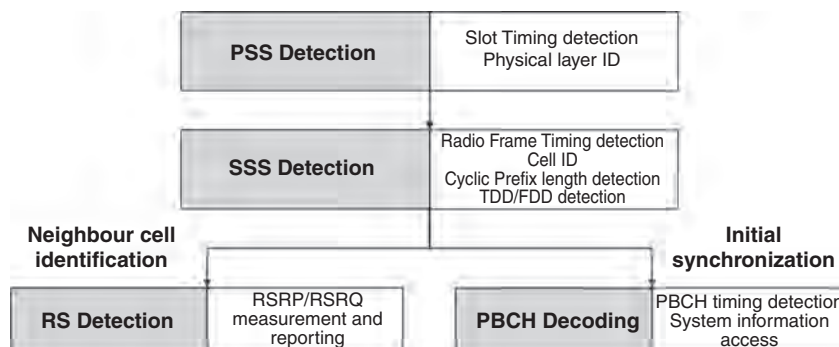 PSS Detection
Slot Timing detection
Physical layer ID
SSS Detection
Radio Frame Timing detection
Cell ID
Cyclic Prefix length detection
TDD/FDD detection
Neighbour cell
identification
Initial
synchronization
RS Detection
RSRP/RSRQ
measurement and
reporting
PBCH Decoding
PBCH timing detection
System information
access